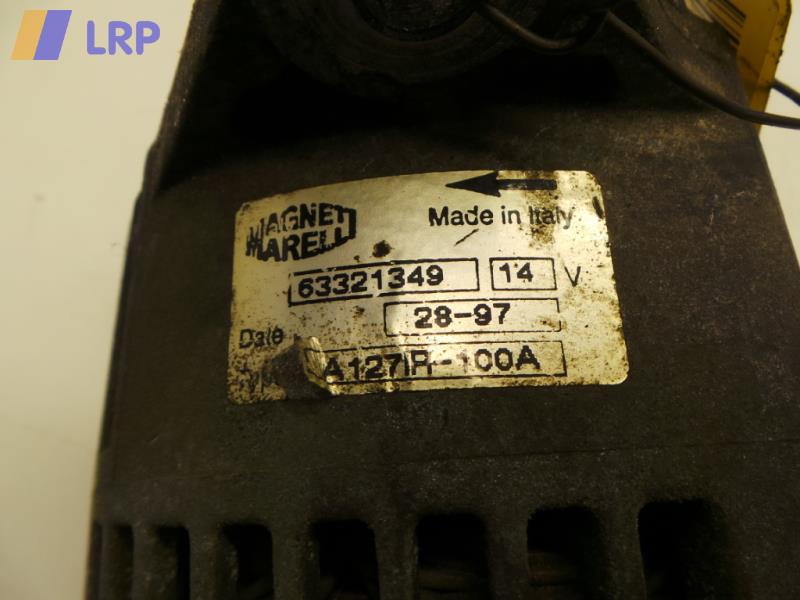 LRP
MAGNETI
MARELLI
Made in Italy
63321349 14 V
Date 28-97
A127IR-100A